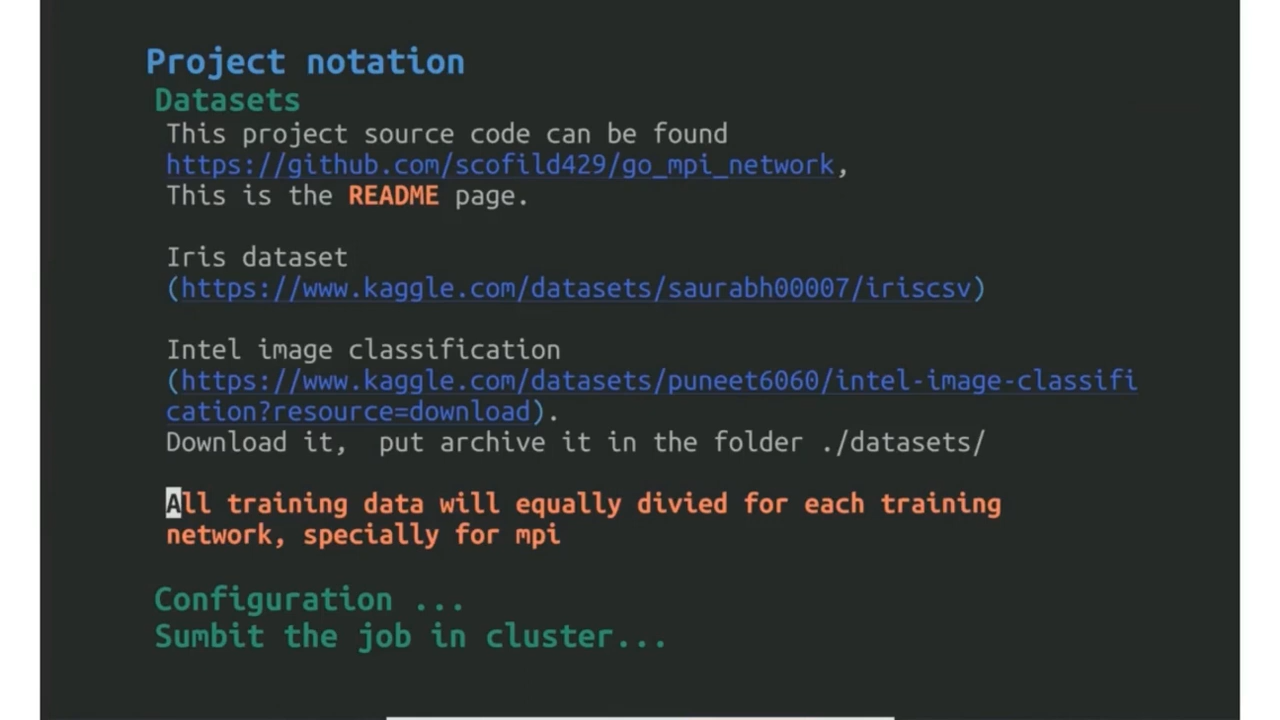 Project notation
Datasets
This project source code can be found
https://github.com/scofild429/go_mpi_network,
This is the README page.
Iris dataset
(https://www.kaggle.com/datasets/saurabh00007/iriscsv)
Intel image classification
(https://www.kaggle.com/datasets/puneet6060/intel-image-classifi
cation?resource=download).
Download it,  put archive it in the folder ./datasets/
All training data will equally divied for each training
network, specially for mpi
Configuration ...
Sumbit the job in cluster...